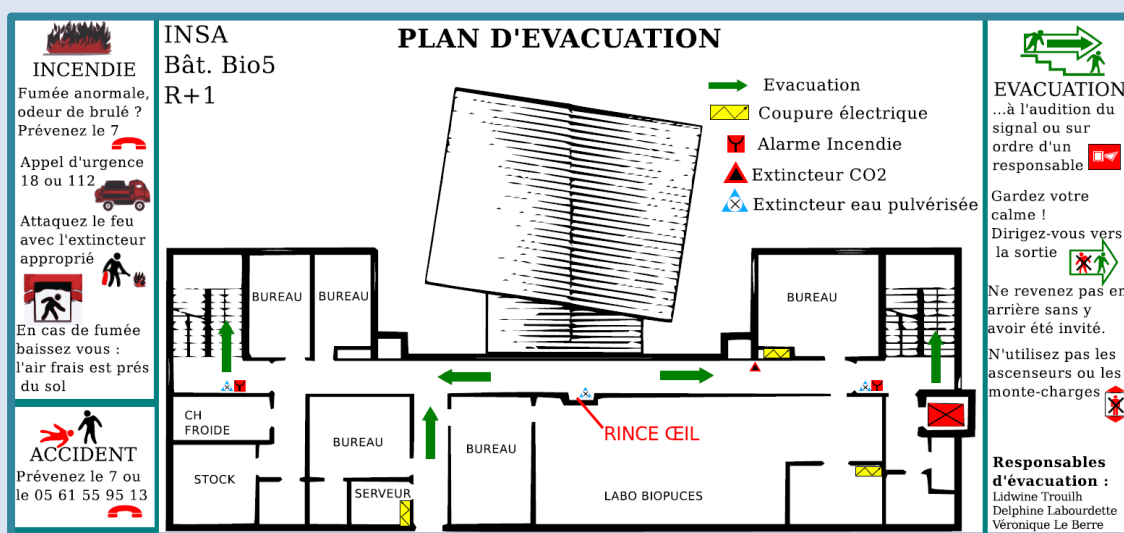 INCENDIE
Fumée anormale,
odeur de brulé ?
Prévenez le 7
Appel d'urgence
18 ou 112
Attaquez le feu
avec l'extincteur
approprié
En cas de fumée
baissez vous :
l'air frais est prés
du sol
ACCIDENT
Prévenez le 7 ou
le 05 61 55 95 13
INSA
Bât. Bio5
R+1
PLAN D'EVACUATION
Evacuation
Coupure électrique
Alarme Incendie
Extincteur CO2
Extincteur eau pulvérisée
BUREAU
BUREAU
BUREAU
CH
FROIDE
STOCK
BUREAU
SERVEUR
BUREAU
RINCE ŒIL
LABO BIOPUCES
EVACUATION
...à l'audition du
signal ou sur
ordre d'un
responsable
Gardez votre
calme !
Dirigez-vous vers
la sortie
Ne revenez pas en
arrière sans y
avoir été invité.
N'utilisez pas les
ascenseurs ou les
monte-charges
Responsables
d'évacuation :
Lidwine Trouilh
Delphine Labourdette
Véronique Le Berre